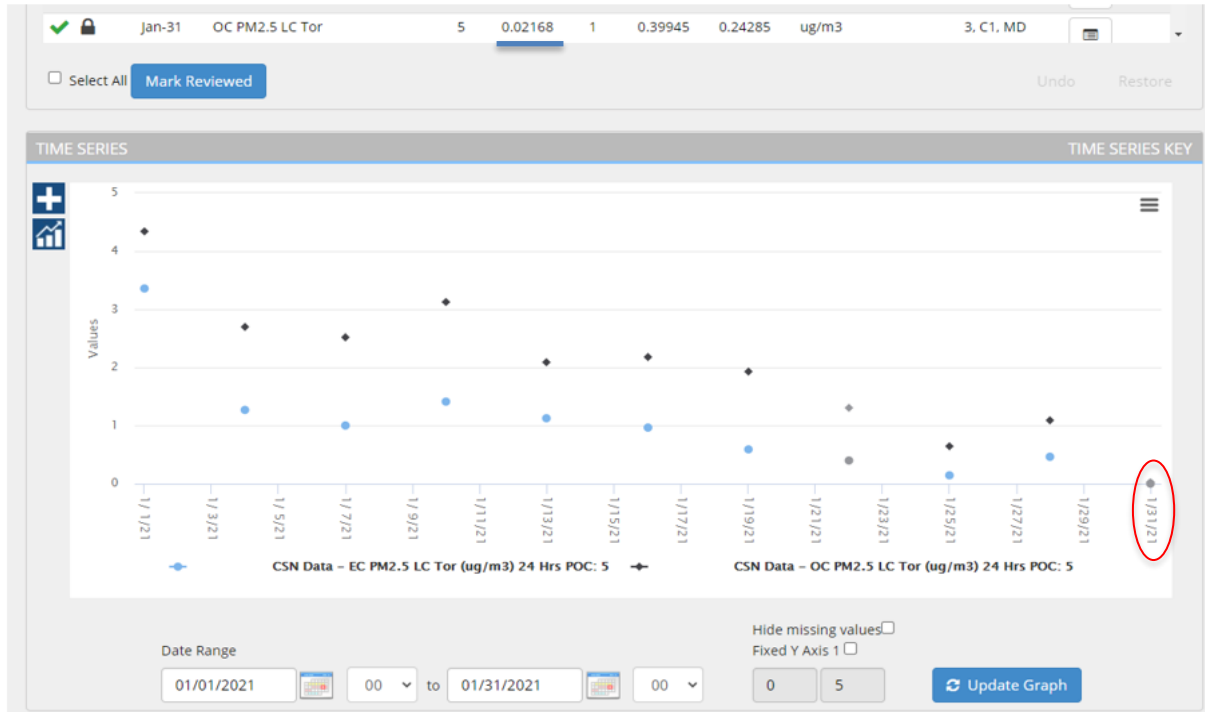 Jan-31 OC PM2.5 LC Tor 5 0.02168 1 0.39945 0.24285 ug/m3 3, C1, MD
Select All Mark Reviewed Undo Restore
TIME SERIES TIME SERIES KEY
5
4
3
2
1
0
Values
1/ 1/21 1/ 3/21 1/ 5/21 1/ 7/21 1/ 9/21 1/11/21 1/13/21 1/15/21 1/17/21 1/19/21 1/21/21 1/23/21 1/25/21 1/27/21 1/29/21 1/31/21
CSN Data – EC PM2.5 LC Tor (ug/m3) 24 Hrs POC: 5 CSN Data – OC PM2.5 LC Tor (ug/m3) 24 Hrs POC: 5
Hide missing values
Date Range Fixed Y Axis 1
01/01/2021 00 to 01/31/2021 00 0 5 Update Graph